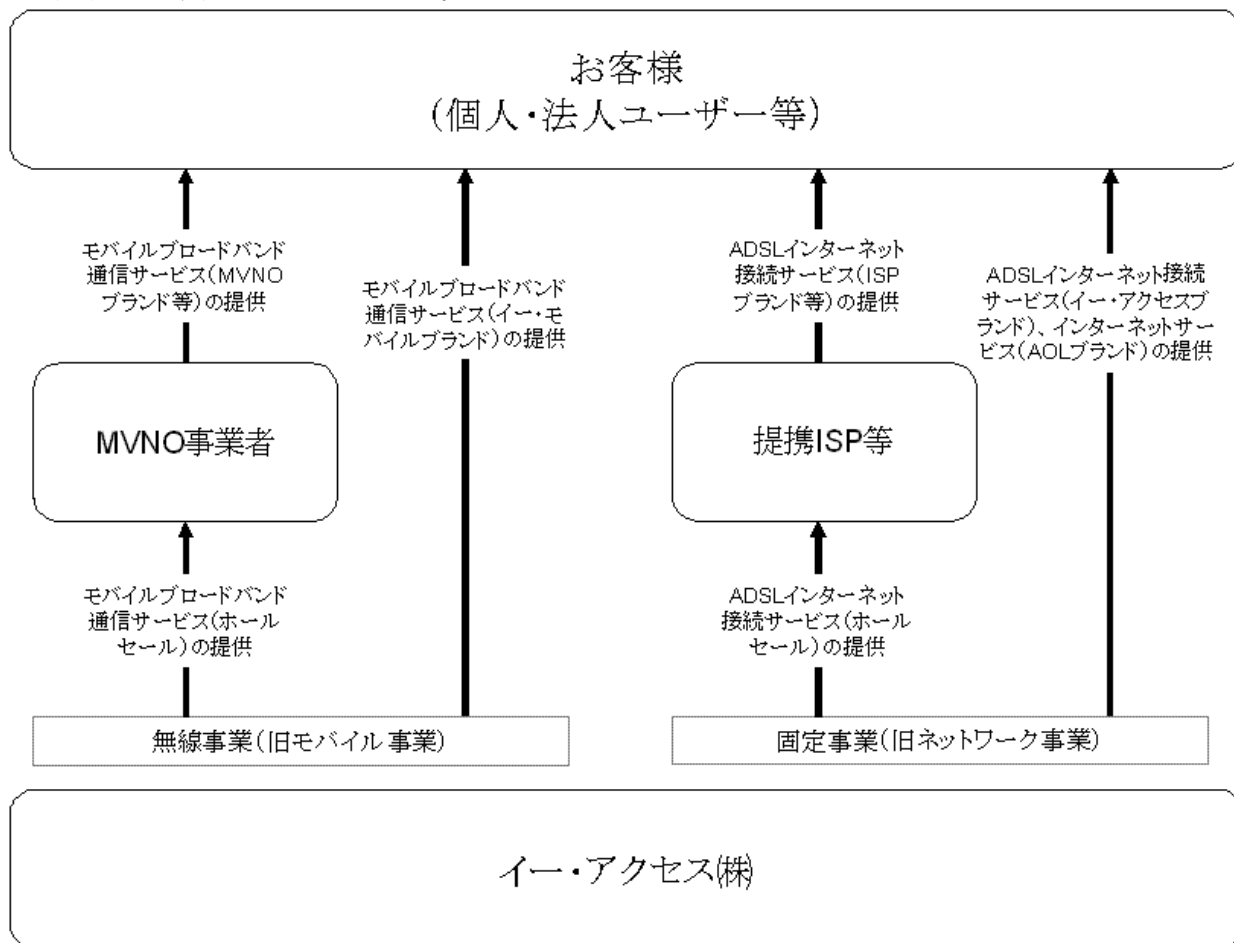 お客様
(個人・法人ユーザー等)
モバイルブロードバンド
通信サービス(MVNO
ブランド等)の提供
モバイルブロードバンド
通信サービス(イー・モ
バイルブランド)の提供
ADSLインターネット
接続サービス(ISP
ブランド等)の提供
ADSLインターネット接続
サービス(イー・アクセスブ
ランド)、インターネットサー
ビス(AOLブランド)の提供
MVNO事業者
提携ISP等
モバイルブロードバンド
通信サービス(ホール
セール)の提供
ADSLインターネット
接続サービス(ホール
セール)の提供
無線事業(旧モバイル事業)
固定事業(旧ネットワーク事業)
イー・アクセス㈱